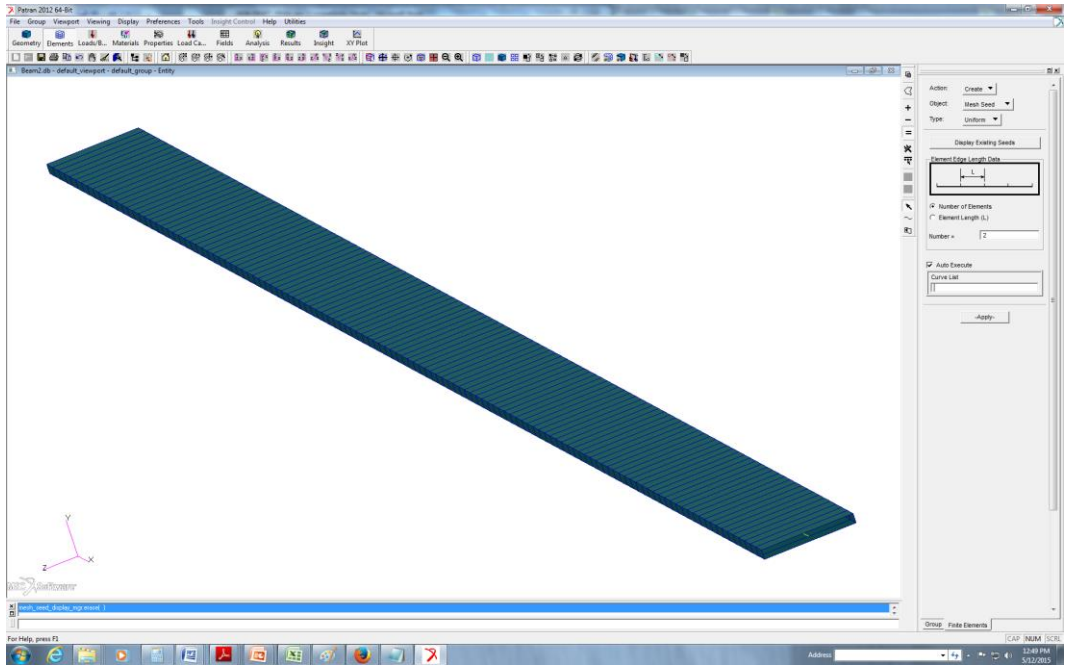 Patran 2012 64-Bit
File Group Viewport Viewing Display Preferences Tools Insight Control Help Utilities
Geometry Elements Loads/B... Materials Properties Load Ca... Fields Analysis Results Insight XY Plot
Beam2.db - default_viewport - default_group - Entity
Action: Create
Object: Mesh Seed
Type: Uniform
Display Existing Seeds
Element Edge Length Data
L
Number of Elements
Element Length (L)
Number = 2
Auto Execute
Curve List
-Apply-
Y
Z X
Software
mesh_seed_display_mgr.erase( )
Group Finite Elements
For Help, press F1
CAP NUM SCRL
Address
12:49 PM
5/12/2015